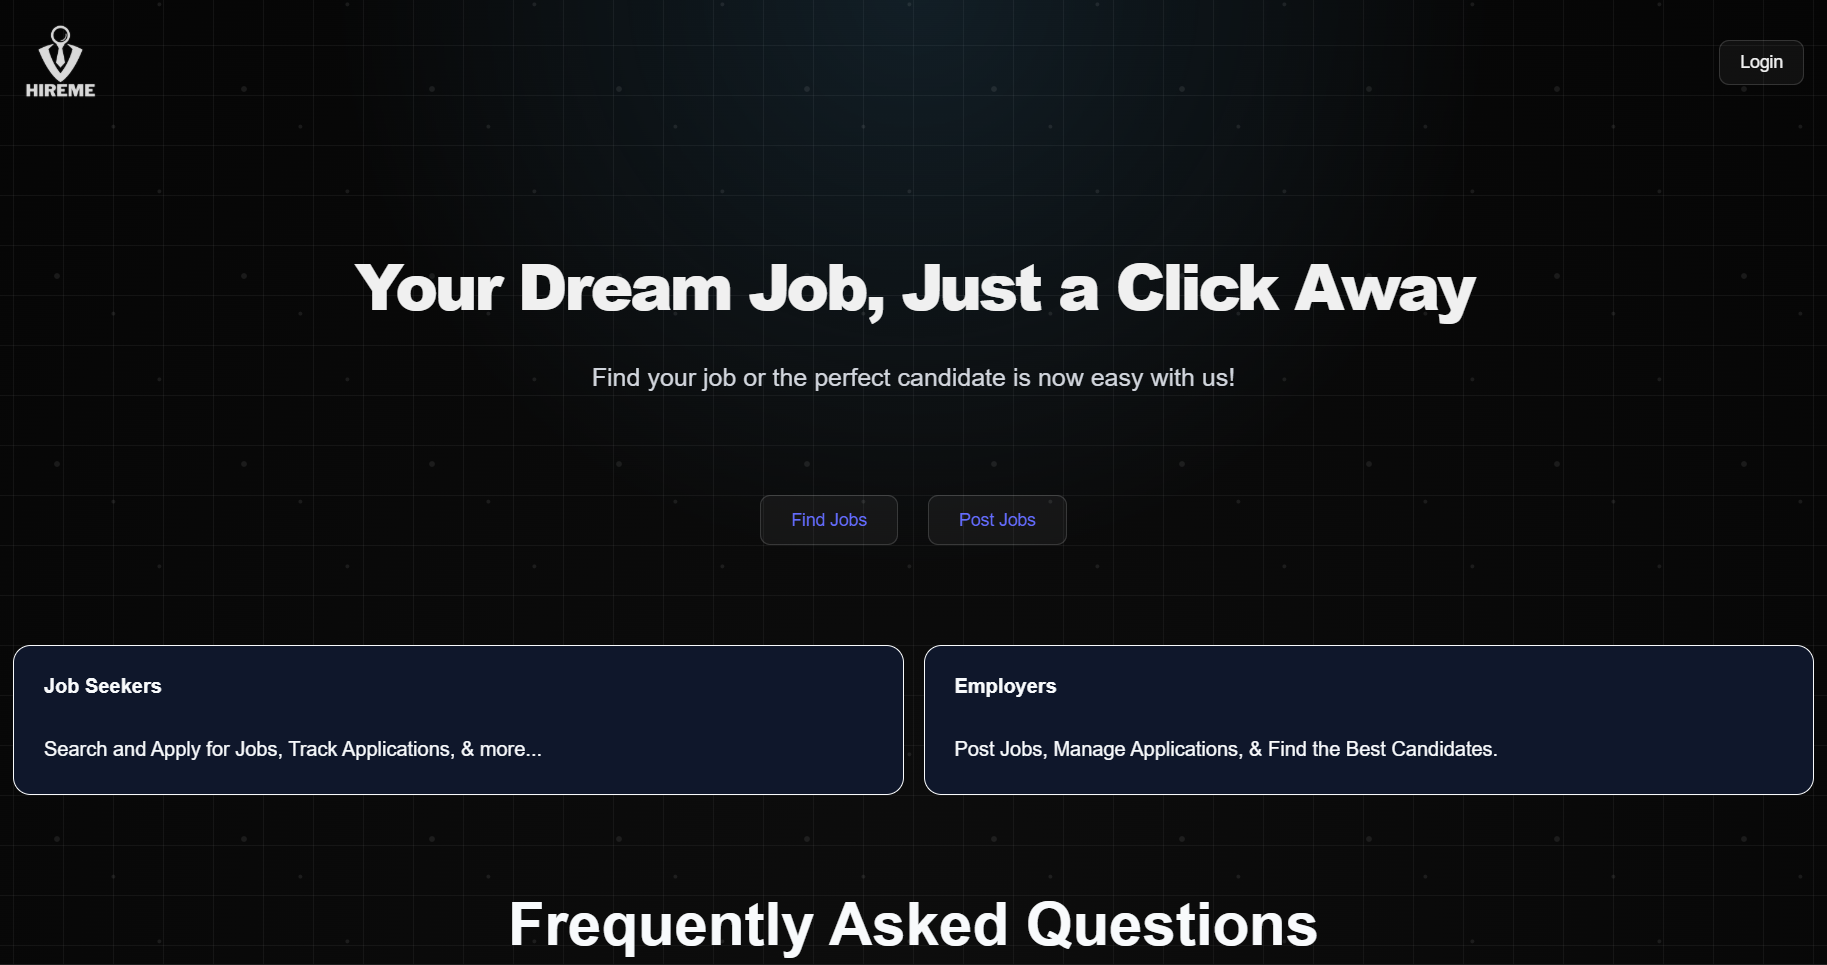 HIREME
Login
Your Dream Job, Just a Click Away
Find your job or the perfect candidate is now easy with us!
Find Jobs
Post Jobs
Job Seekers
Search and Apply for Jobs, Track Applications, & more...
Employers
Post Jobs, Manage Applications, & Find the Best Candidates.
Frequently Asked Questions